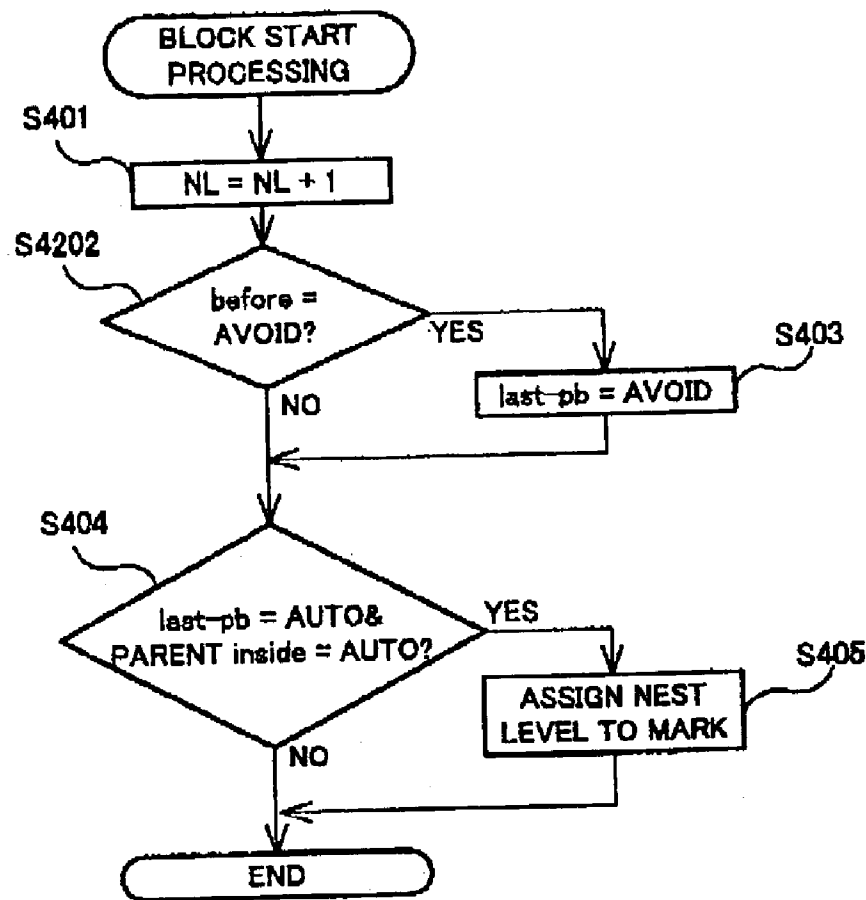 BLOCK START
PROCESSING
S401
NL = NL + 1
S4202
before =
AVOID?
YES
S403
last-pb = AVOID
NO
S404
last-pb = AUTO&
PARENT inside = AUTO?
YES
S405
ASSIGN NEST
LEVEL TO MARK
NO
END